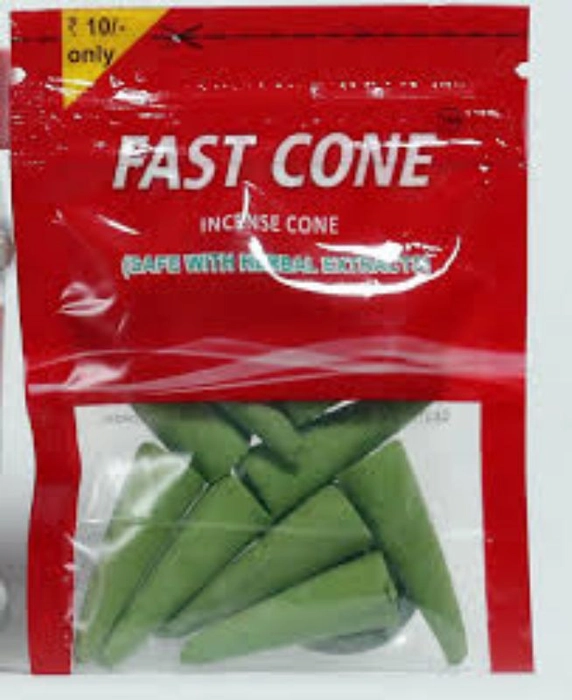 ₹ 10/-
only
FAST CONE
INCENSE CONE
(SAFE WITH HERBAL EXTRACTS)